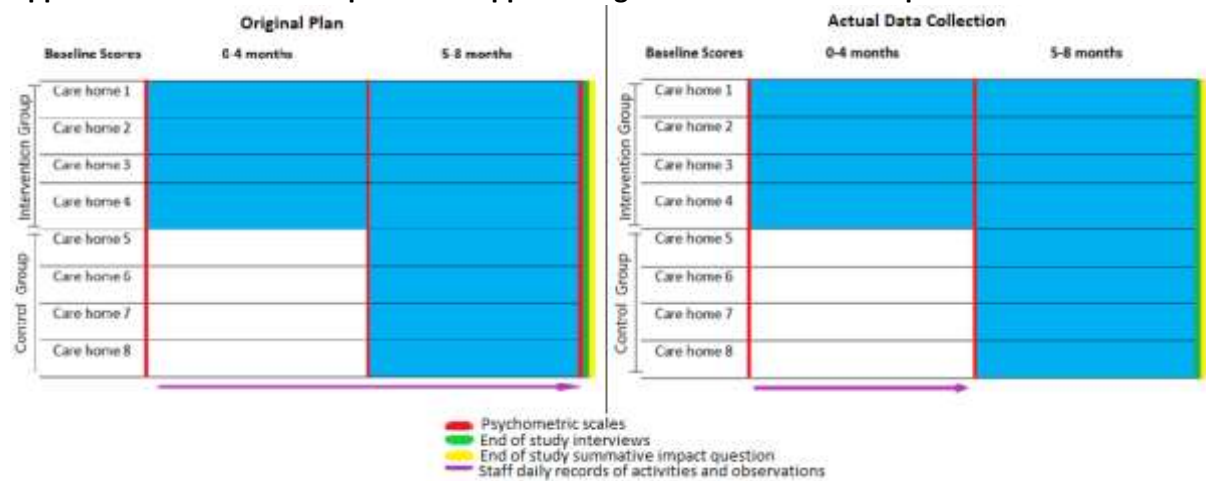 Original Plan
Baseline Scores 0-4 months 5-8 months
Intervention Group
Care home 1
Care home 2
Care home 3
Care home 4
Control Group
Care home 5
Care home 6
Care home 7
Care home 8
Actual Data Collection
Baseline Scores 0-4 months 5-8 months
Intervention Group
Care home 1
Care home 2
Care home 3
Care home 4
Control Group
Care home 5
Care home 6
Care home 7
Care home 8
Psychometric scales
End of study interviews
End of study summative impact question
Staff daily records of activities and observations